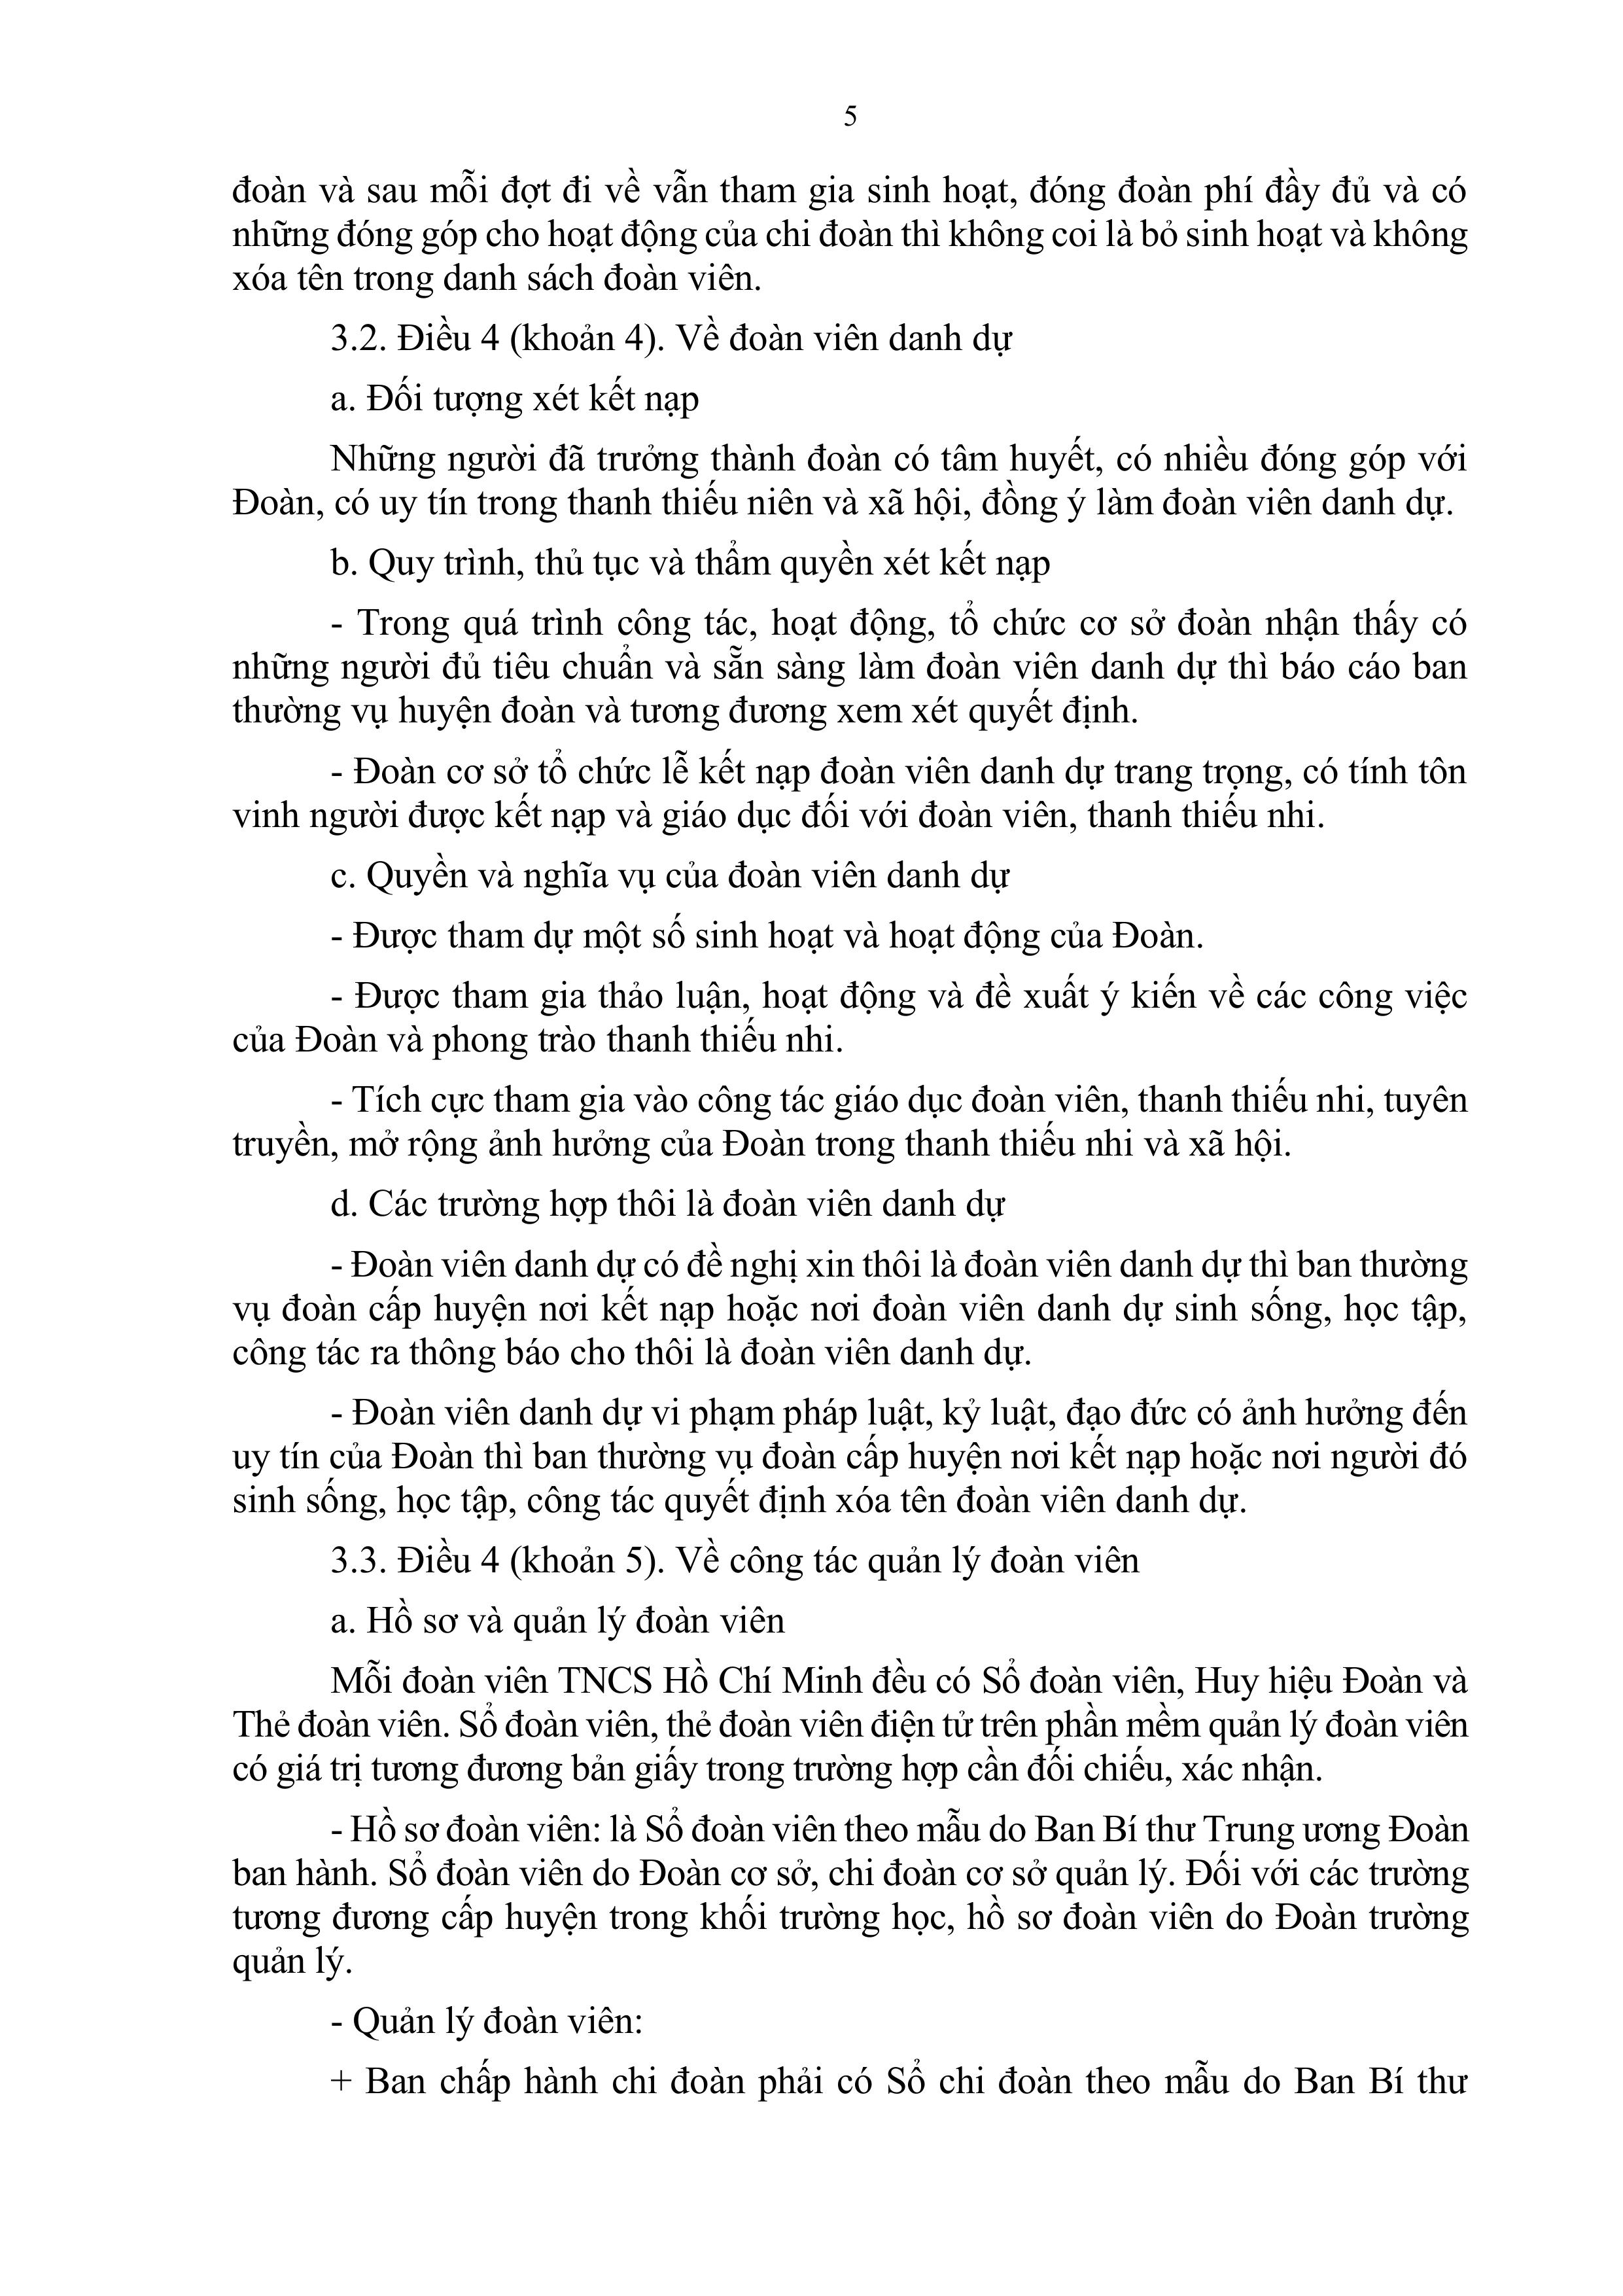 5
đoàn và sau mỗi đợt đi về vẫn tham gia sinh hoạt, đóng đoàn phí đầy đủ và có
những đóng góp cho hoạt động của chi đoàn thì không coi là bỏ sinh hoạt và không
xóa tên trong danh sách đoàn viên.
3.2. Điều 4 (khoản 4). Về đoàn viên danh dự
a. Đối tượng xét kết nạp
Những người đã trưởng thành đoàn có tâm huyết, có nhiều đóng góp với
Đoàn, có uy tín trong thanh thiếu niên và xã hội, đồng ý làm đoàn viên danh dự.
b. Quy trình, thủ tục và thẩm quyền xét kết nạp
- Trong quá trình công tác, hoạt động, tổ chức cơ sở đoàn nhận thấy có
những người đủ tiêu chuẩn và sẵn sàng làm đoàn viên danh dự thì báo cáo ban
thường vụ huyện đoàn và tương đương xem xét quyết định.
- Đoàn cơ sở tổ chức lễ kết nạp đoàn viên danh dự trang trọng, có tính tôn
vinh người được kết nạp và giáo dục đối với đoàn viên, thanh thiếu nhi.
c. Quyền và nghĩa vụ của đoàn viên danh dự
- Được tham dự một số sinh hoạt và hoạt động của Đoàn.
- Được tham gia thảo luận, hoạt động và đề xuất ý kiến về các công việc
của Đoàn và phong trào thanh thiếu nhi.
- Tích cực tham gia vào công tác giáo dục đoàn viên, thanh thiếu nhi, tuyên
truyền, mở rộng ảnh hưởng của Đoàn trong thanh thiếu nhi và xã hội.
d. Các trường hợp thôi là đoàn viên danh dự
- Đoàn viên danh dự có đề nghị xin thôi là đoàn viên danh dự thì ban thường
vụ đoàn cấp huyện nơi kết nạp hoặc nơi đoàn viên danh dự sinh sống, học tập,
công tác ra thông báo cho thôi là đoàn viên danh dự.
- Đoàn viên danh dự vi phạm pháp luật, kỷ luật, đạo đức có ảnh hưởng đến
uy tín của Đoàn thì ban thường vụ đoàn cấp huyện nơi kết nạp hoặc nơi người đó
sinh sống, học tập, công tác quyết định xóa tên đoàn viên danh dự.
3.3. Điều 4 (khoản 5). Về công tác quản lý đoàn viên
a. Hồ sơ và quản lý đoàn viên
Mỗi đoàn viên TNCS Hồ Chí Minh đều có Sổ đoàn viên, Huy hiệu Đoàn và
Thẻ đoàn viên. Sổ đoàn viên, thẻ đoàn viên điện tử trên phần mềm quản lý đoàn viên
có giá trị tương đương bản giấy trong trường hợp cần đối chiếu, xác nhận.
- Hồ sơ đoàn viên: là Sổ đoàn viên theo mẫu do Ban Bí thư Trung ương Đoàn
ban hành. Sổ đoàn viên do Đoàn cơ sở, chi đoàn cơ sở quản lý. Đối với các trường
tương đương cấp huyện trong khối trường học, hồ sơ đoàn viên do Đoàn trường
quản lý.
- Quản lý đoàn viên:
+ Ban chấp hành chi đoàn phải có Sổ chi đoàn theo mẫu do Ban Bí thư